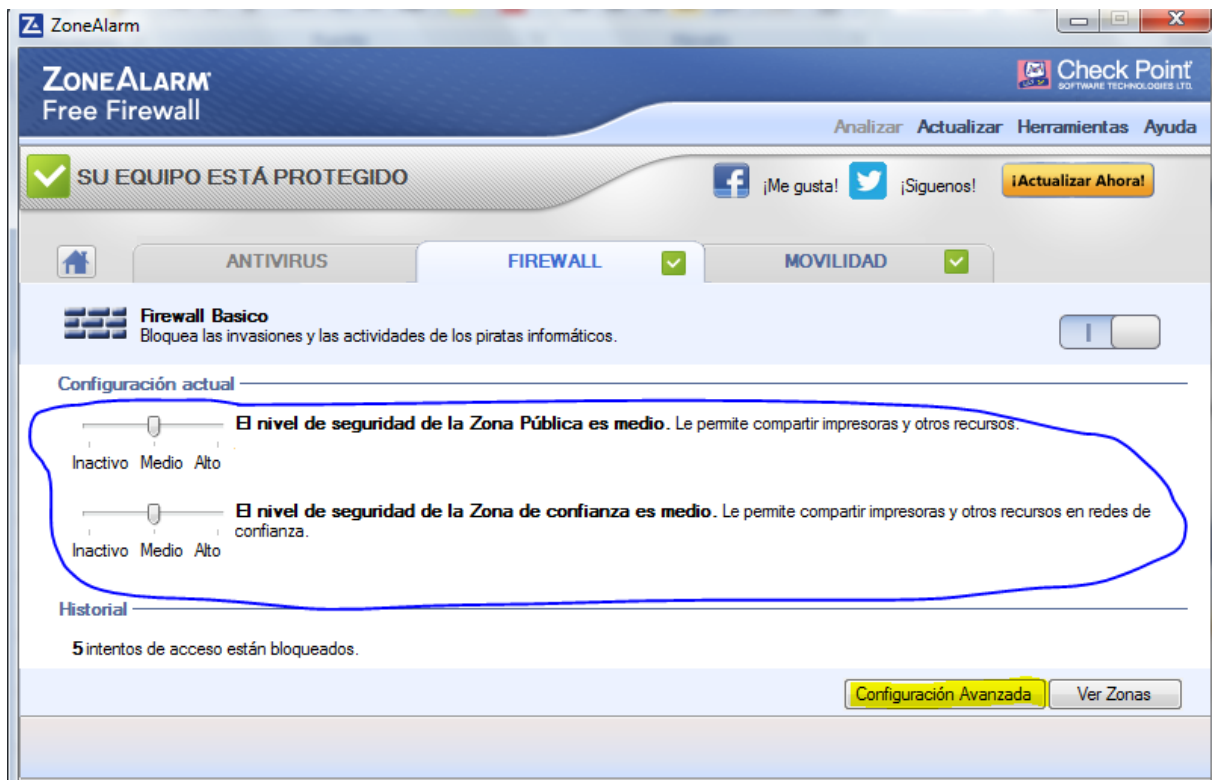 ZoneAlarm
ZONEALARM
Free Firewall
Check Point
SOFTWARE TECHNOLOGIES LTD.
Analizar Actualizar Herramientas Ayuda
SU EQUIPO ESTÁ PROTEGIDO
¡Me gusta! ¡Siguenos! ¡Actualizar Ahora!
ANTIVIRUS FIREWALL MOVILIDAD
Firewall Basico
Bloquea las invasiones y las actividades de los piratas informáticos.
Configuración actual
El nivel de seguridad de la Zona Pública es medio. Le permite compartir impresoras y otros recursos.
Inactivo Medio Alto
El nivel de seguridad de la Zona de confianza es medio. Le permite compartir impresoras y otros recursos en redes de
confianza.
Inactivo Medio Alto
Historial
5 intentos de acceso están bloqueados.
Configuración Avanzada Ver Zonas